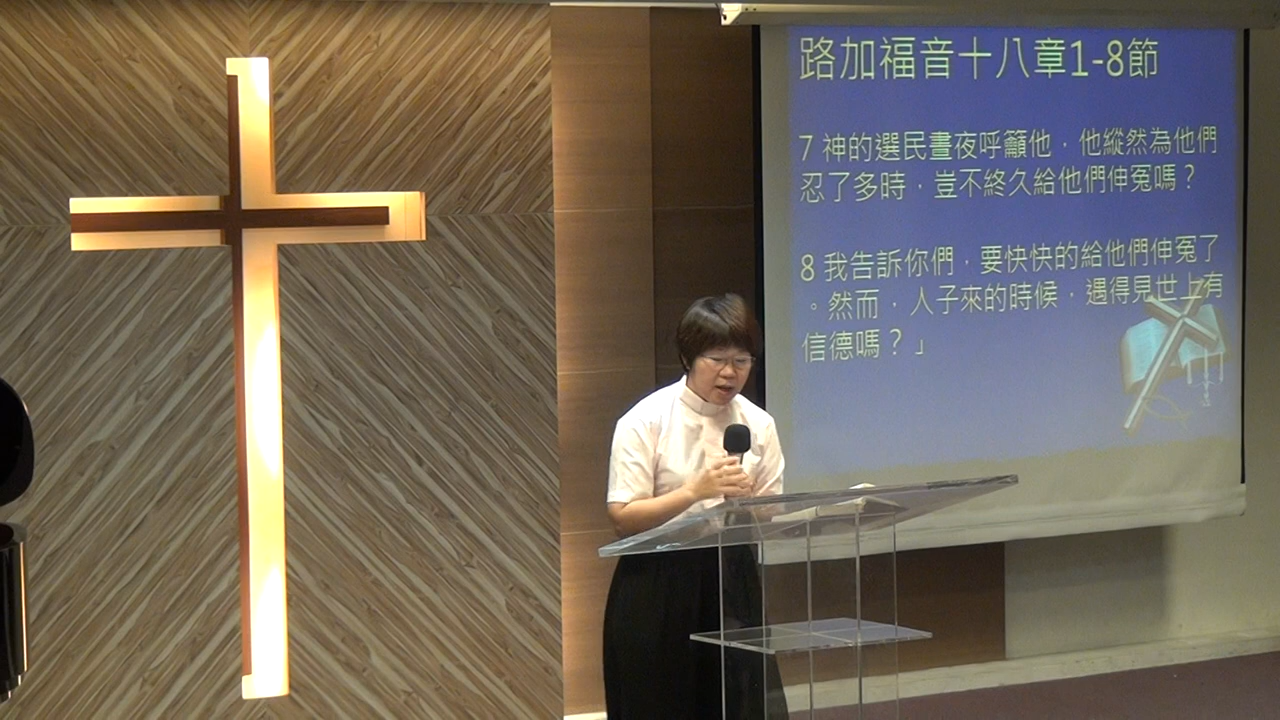 路加福音十八章1-8節
7 神的選民晝夜呼籲他，他縱然為他們
忍了多時，豈不終久給他們伸冤嗎？
8 我告訴你們，要快快的給他們伸冤了
。然而，人子來的時候，遇得見世上有
信德嗎？」